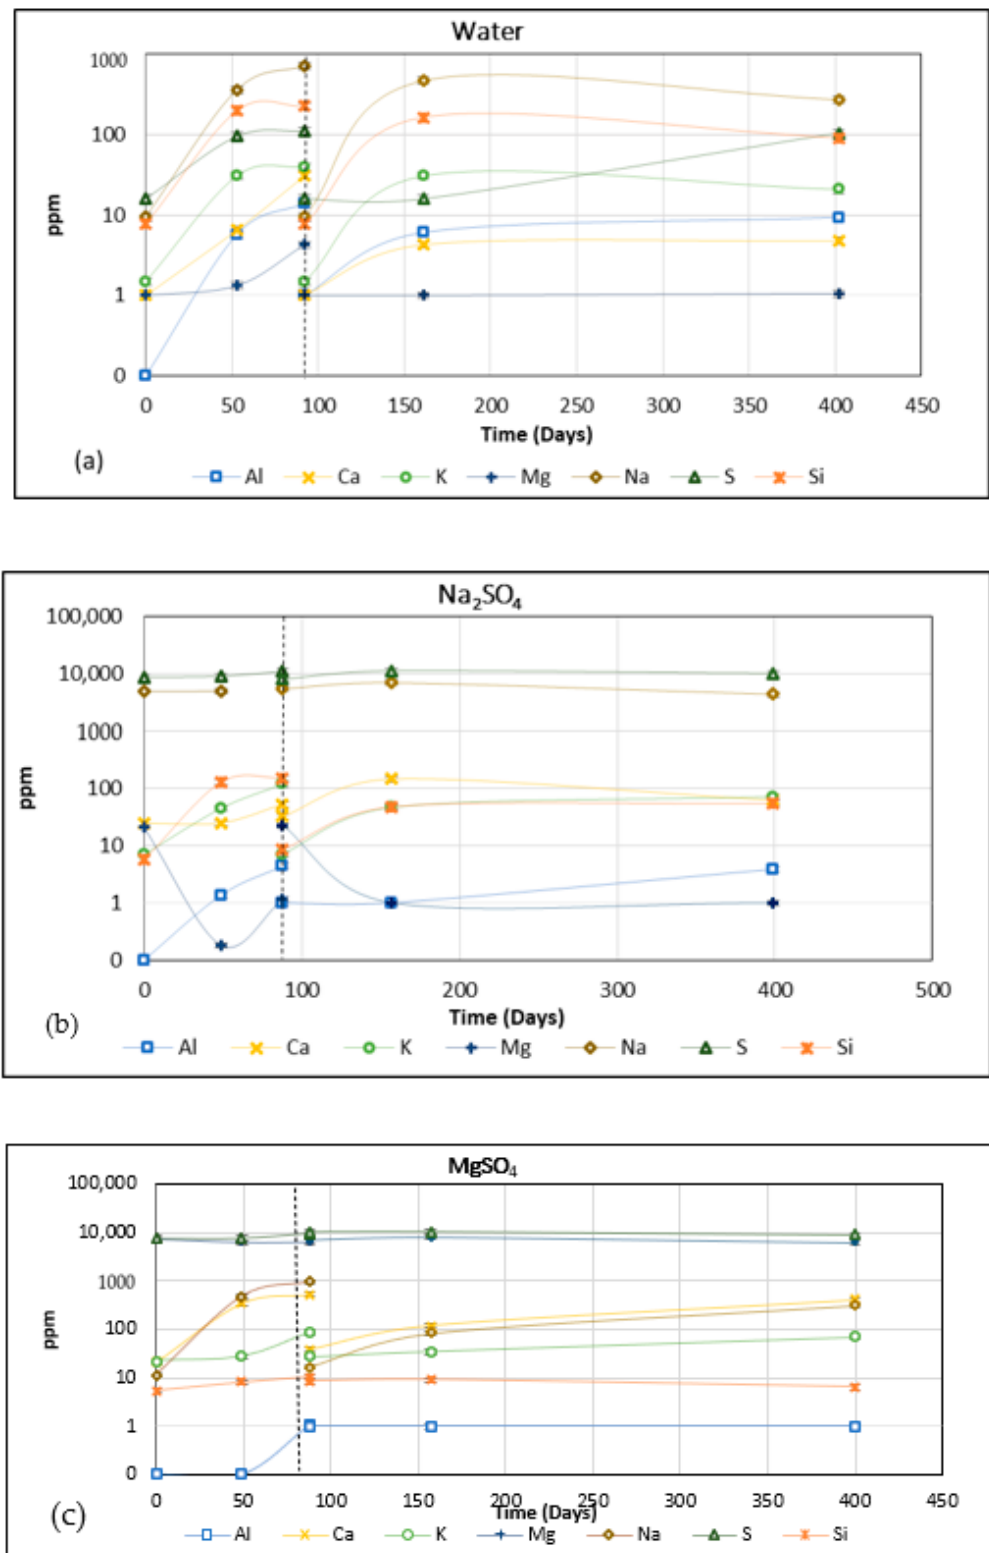 Water
1000
100
10
1
0
ppm
0 50 100 150 200 250 300 350 400 450
Time (Days)
(a)
Al Ca K Mg Na S Si
Na₂SO₄
100,000
10,000
1000
100
10
1
0
ppm
0 100 200 300 400 500
Time (Days)
(b)
Al Ca K Mg Na S Si
MgSO₄
100,000
10,000
1000
100
10
1
0
ppm
0 50 100 150 200 250 300 350 400 450
Time (Days)
(c)
Al Ca K Mg Na S Si